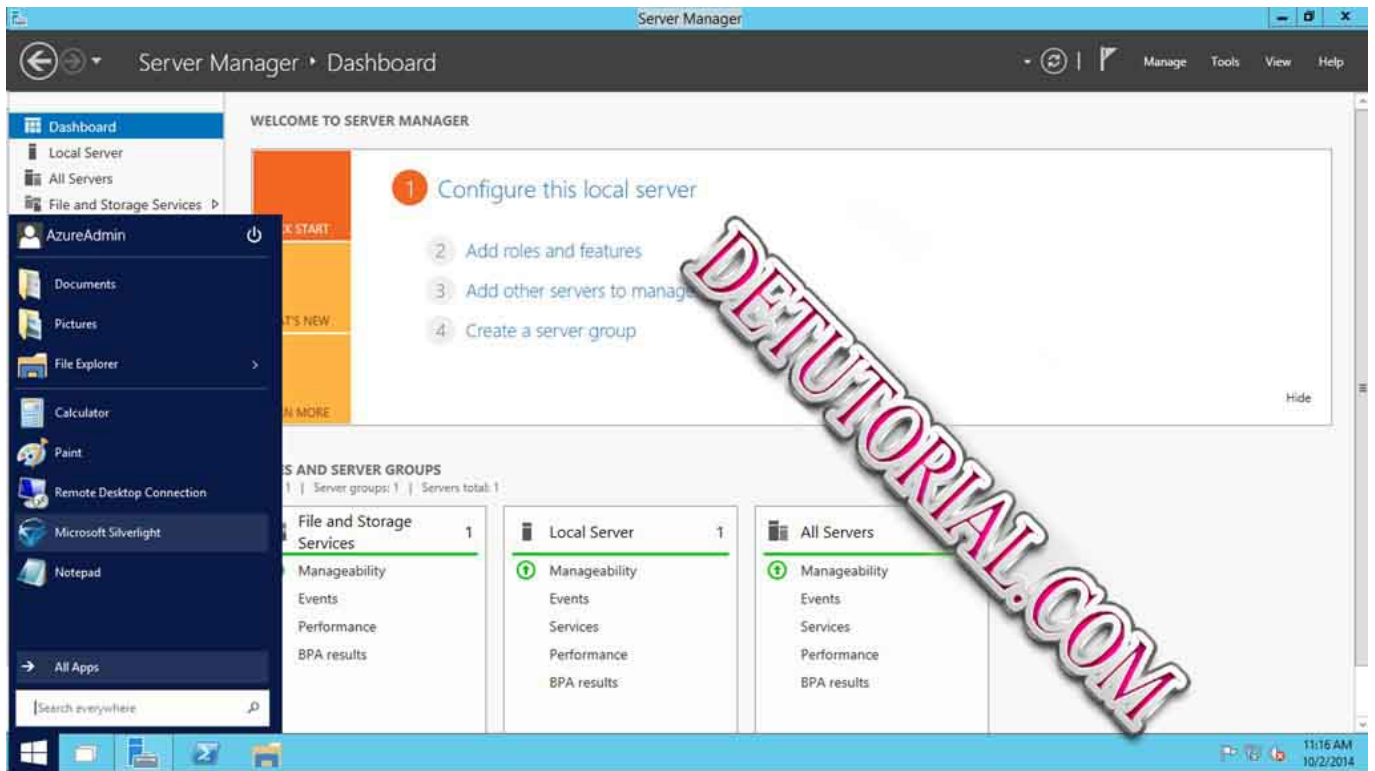 Server Manager
Server Manager • Dashboard
Manage Tools View Help
Dashboard
Local Server
All Servers
File and Storage Services
WELCOME TO SERVER MANAGER
START
1 Configure this local server
2 Add roles and features
3 Add other servers to manage
4 Create a server group
NEW
MORE
Hide
AzureAdmin
Documents
Pictures
File Explorer
Calculator
Paint
Remote Desktop Connection
Microsoft Silverlight
Notepad
All Apps
Search everywhere
AND SERVER GROUPS
1 | Server groups: 1 | Servers total: 1
File and Storage Services 1
Manageability
Events
Performance
BPA results
Local Server 1
Manageability
Events
Services
Performance
BPA results
All Servers
Manageability
Events
Services
Performance
BPA results
DETUTORIAL.COM
11:16 AM
10/2/2014